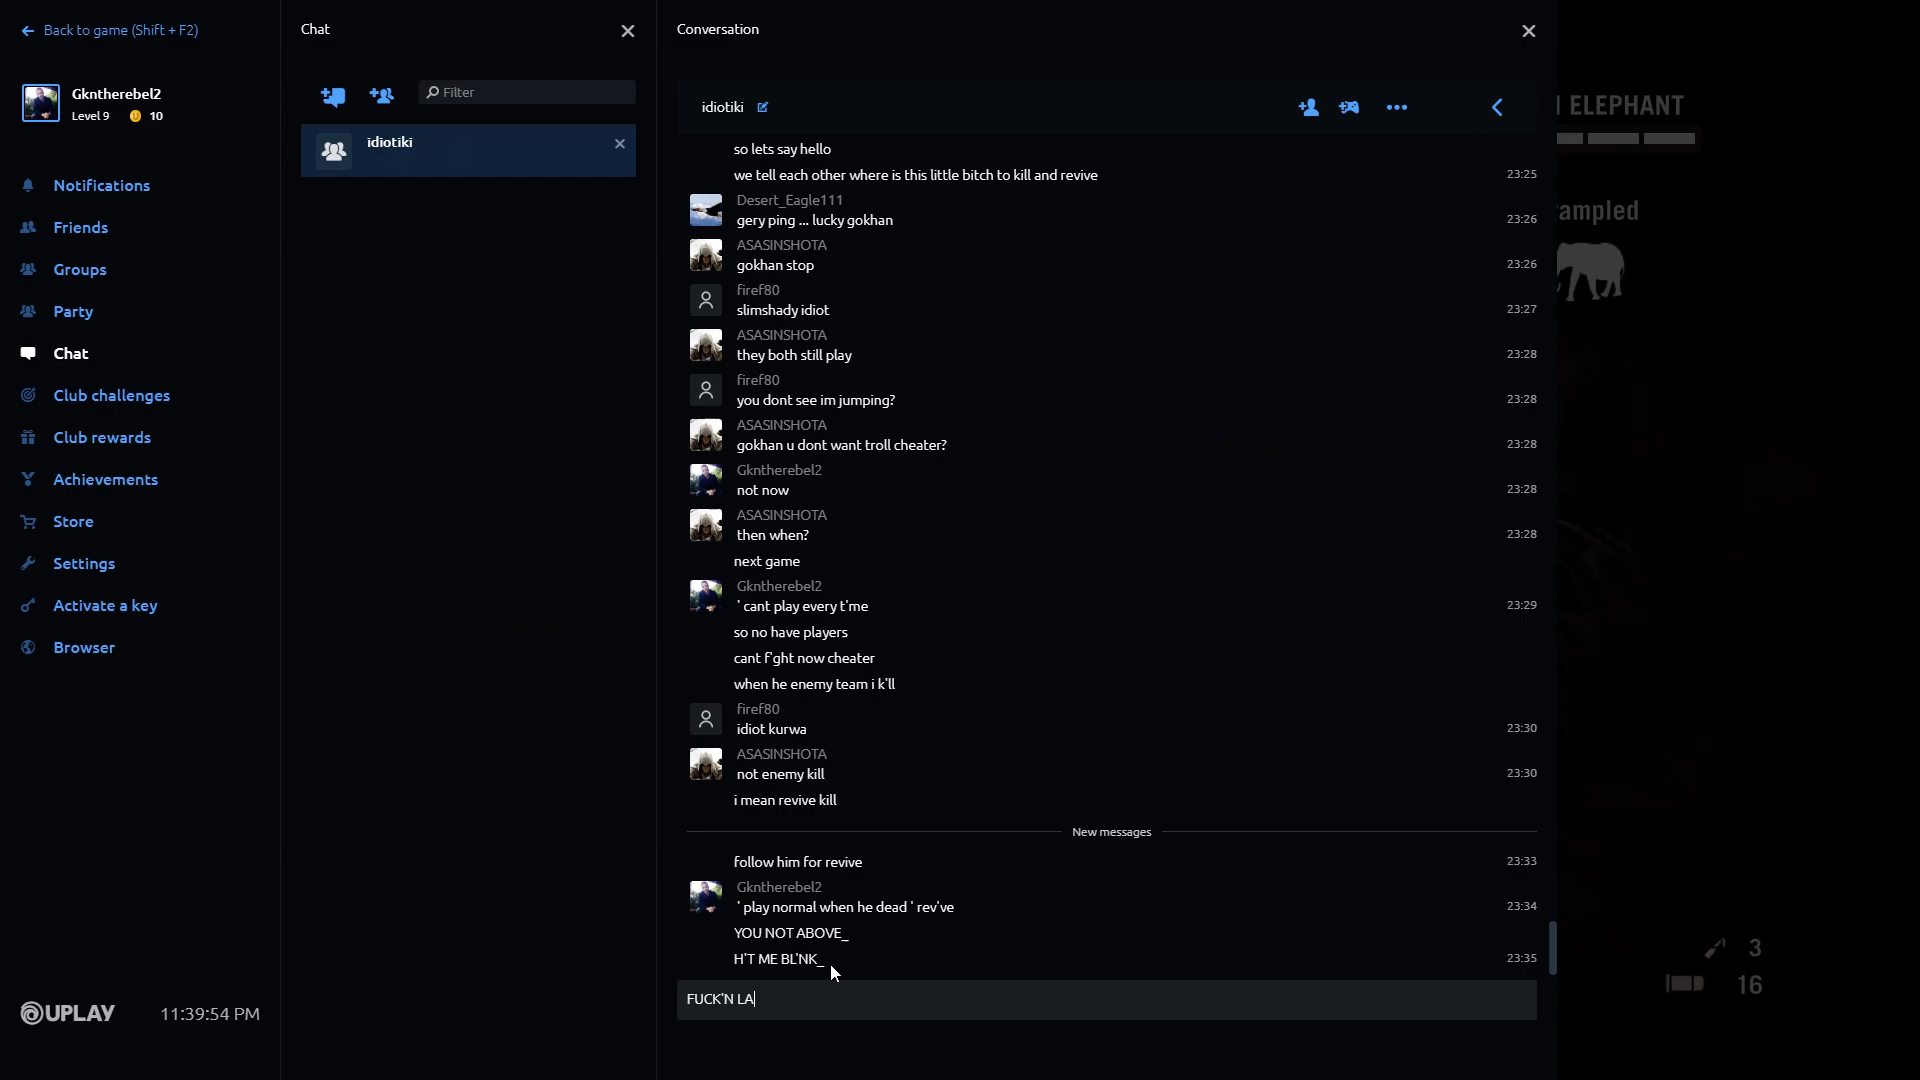 Back to game (Shift + F2)
Gkntherebel2
Level 9 10
Notifications
Friends
Groups
Party
Chat
Club challenges
Club rewards
Achievements
Store
Settings
Activate a key
Browser
UPLAY 11:39:54 PM
Chat
Filter
idiotiki
Conversation
idiotiki
so lets say hello
we tell each other where is this little bitch to kill and revive 23:25
Desert_Eagle111
gery ping ... lucky gokhan 23:26
ASASINSHOTA
gokhan stop 23:26
firef80
slimshady idiot 23:27
ASASINSHOTA
they both still play 23:28
firef80
you dont see im jumping? 23:28
ASASINSHOTA
gokhan u dont want troll cheater? 23:28
Gkntherebel2
not now 23:28
ASASINSHOTA
then when? 23:28
next game
Gkntherebel2
' cant play every t'me 23:29
so no have players
cant f'ght now cheater
when he enemy team i k'll
firef80
idiot kurwa 23:30
ASASINSHOTA
not enemy kill 23:30
i mean revive kill
New messages
follow him for revive 23:33
Gkntherebel2
' play normal when he dead ' rev've 23:34
YOU NOT ABOVE_
H'T ME BL'NK_ 23:35
FUCK'N LA
ELEPHANT
ampled
3
16